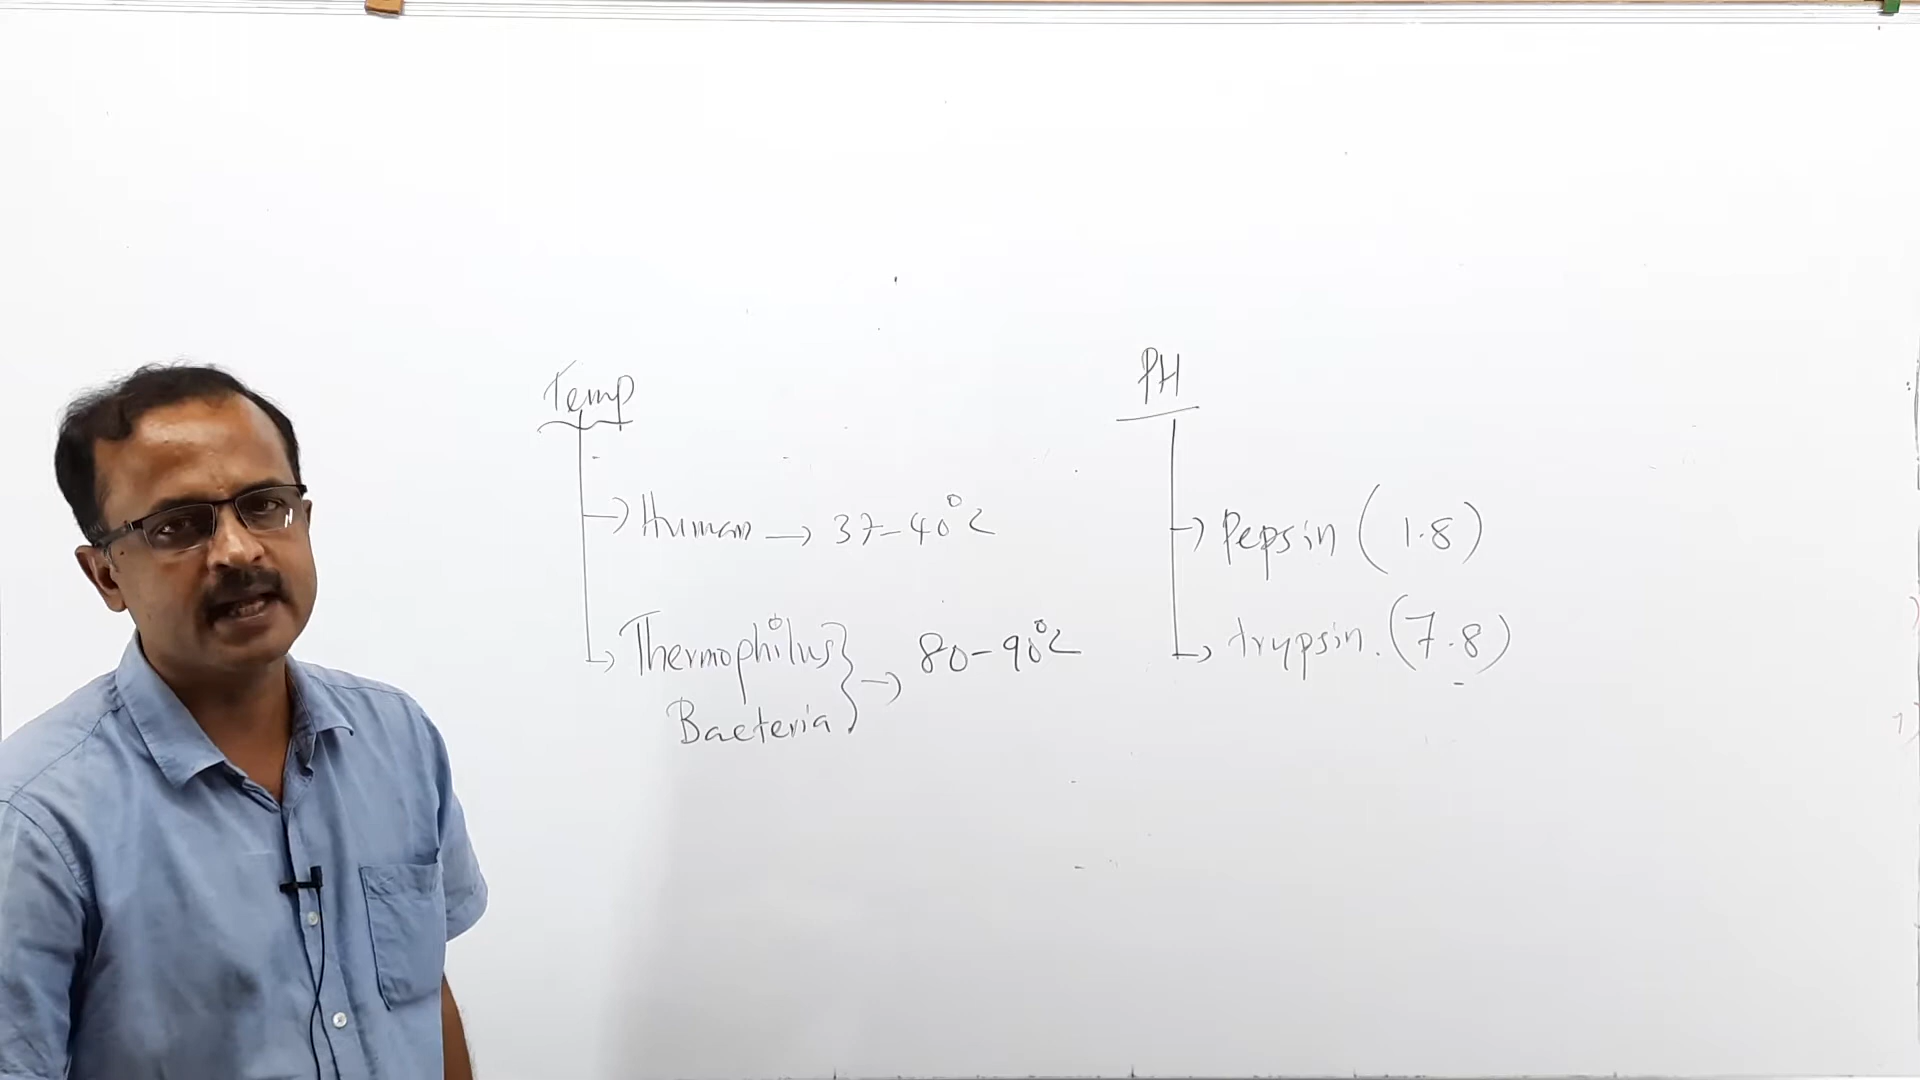 Temp
Human → 37-40°C
Thermophilus
Bacteria } → 80-90°C
PH
Pepsin (1.8)
trypsin. (7.8)